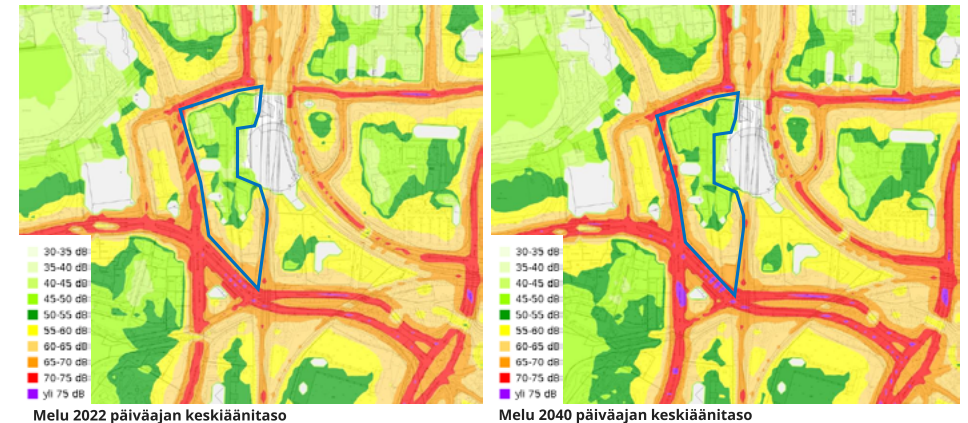 30-35 dB
35-40 dB
40-45 dB
45-50 dB
50-55 dB
55-60 dB
60-65 dB
65-70 dB
70-75 dB
yli 75 dB
Melu 2022 päiväajan keskiäänitaso
30-35 dB
35-40 dB
40-45 dB
45-50 dB
50-55 dB
55-60 dB
60-65 dB
65-70 dB
70-75 dB
yli 75 dB
Melu 2040 päiväajan keskiäänitaso